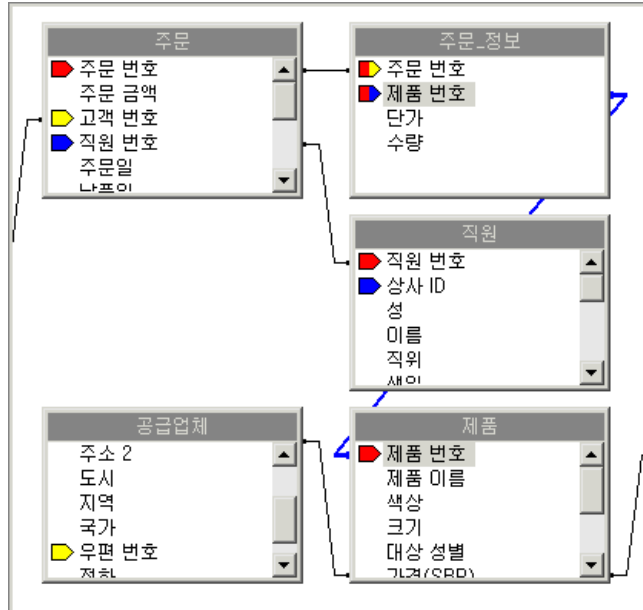 주문
주문 번호
주문 금액
고객 번호
직원 번호
주문일
주문_정보
주문 번호
제품 번호
단가
수량
직원
직원 번호
상사 ID
성
이름
직위
공급업체
주소 2
도시
지역
국가
우편 번호
제품
제품 번호
제품 이름
색상
크기
대상 성별